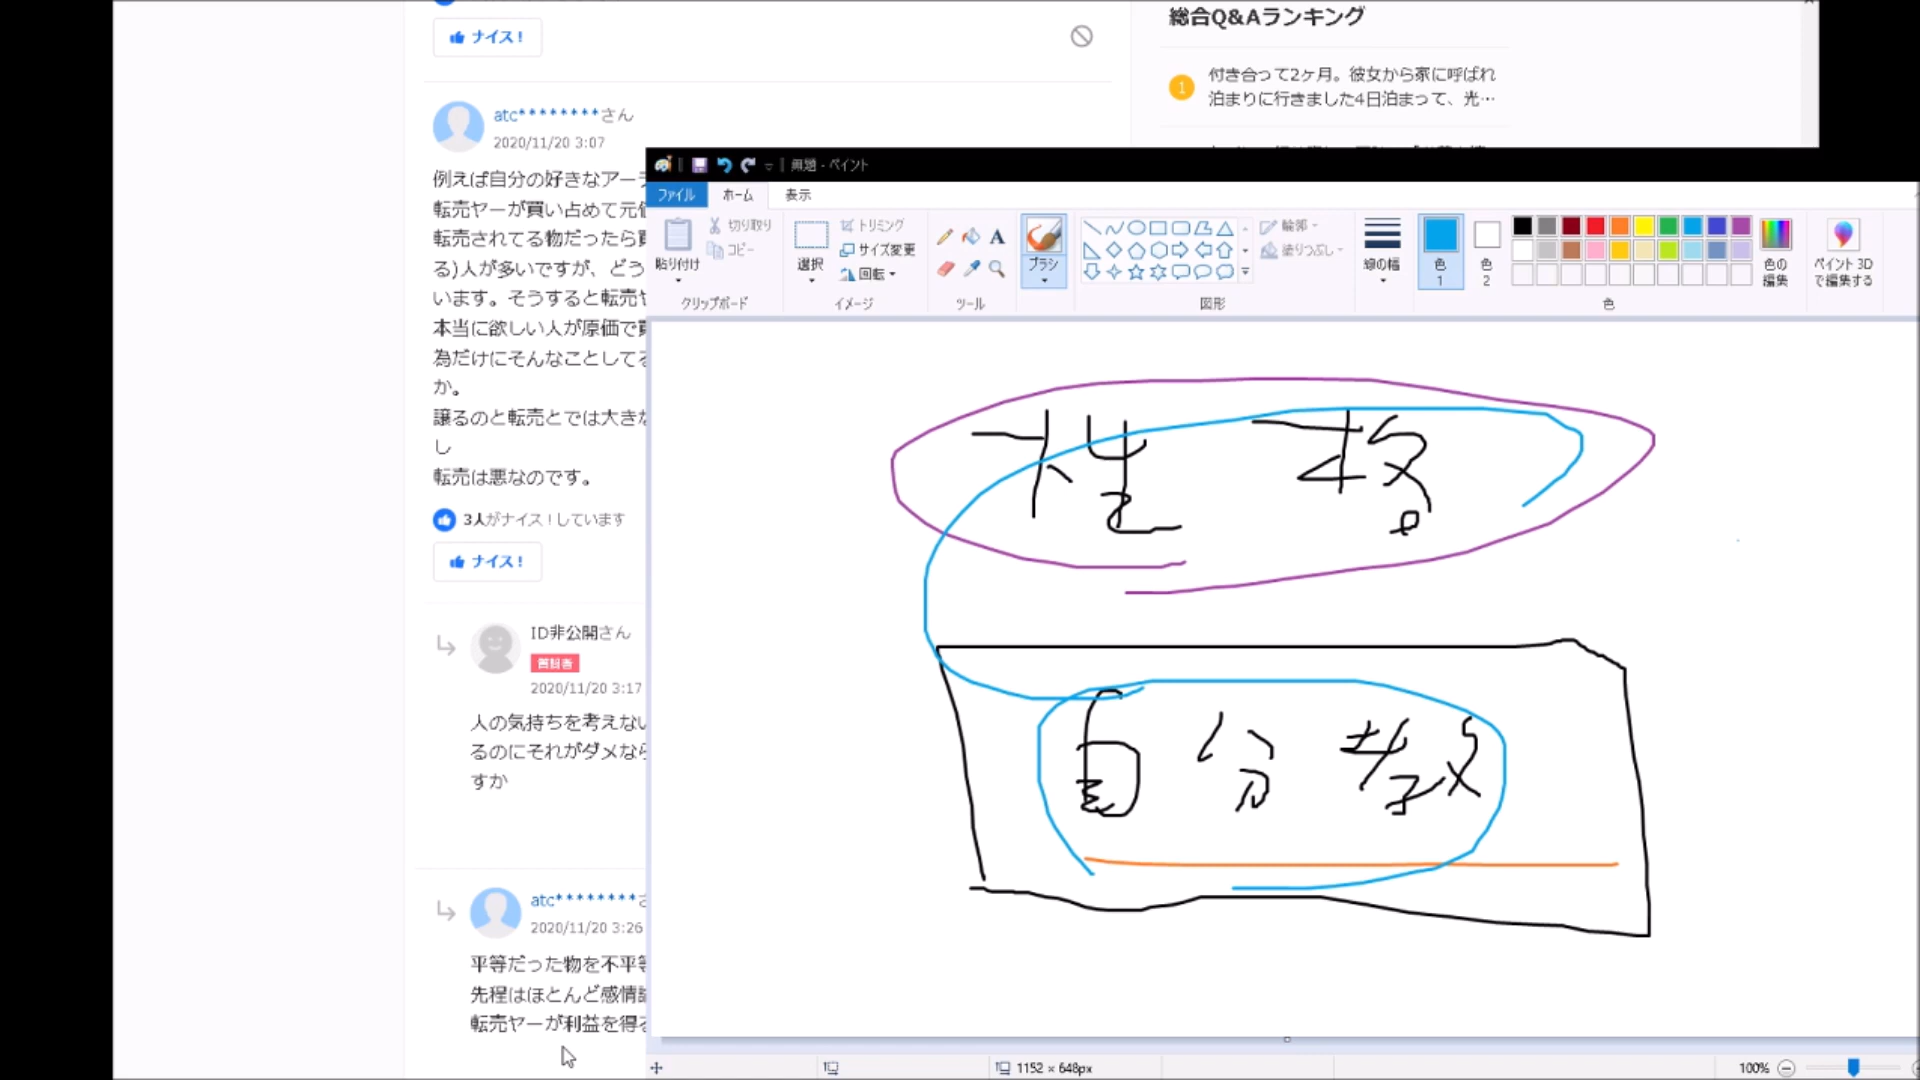 総合Q&Aランキング
ナイス！
1
付き合って2ヶ月。彼女から家に呼ばれ
泊まりに行きました4日泊まって、光…
atc********さん
2020/11/20 3:07
例えば自分の好きなアー
転売ヤーが買い占めて元
転売されてる物だったら
る)人が多いですが、どう
います。そうすると転売
本当に欲しい人が原価で
為だけにそんなことして
か。
譲るのと転売とでは大き
し
転売は悪なのです。
3人がナイス！しています
ナイス！
ID非公開さん
質問者
2020/11/20 3:17
人の気持ちを考えな
るのにそれがダメなら
すか
atc********
2020/11/20 3:26
平等だった物を不平
先程はほとんど感情
転売ヤーが利益を得
無題 - ペイント
ファイル ホーム 表示
貼り付け 切り取り コピー
クリップボード
選択 トリミング サイズ変更 回転
イメージ
A
ツール
ブラシ
輪郭 塗りつぶし
図形
線の幅
色1 色2
色の編集
色
ペイント 3Dで編集する
自分
1152 × 648px
100%